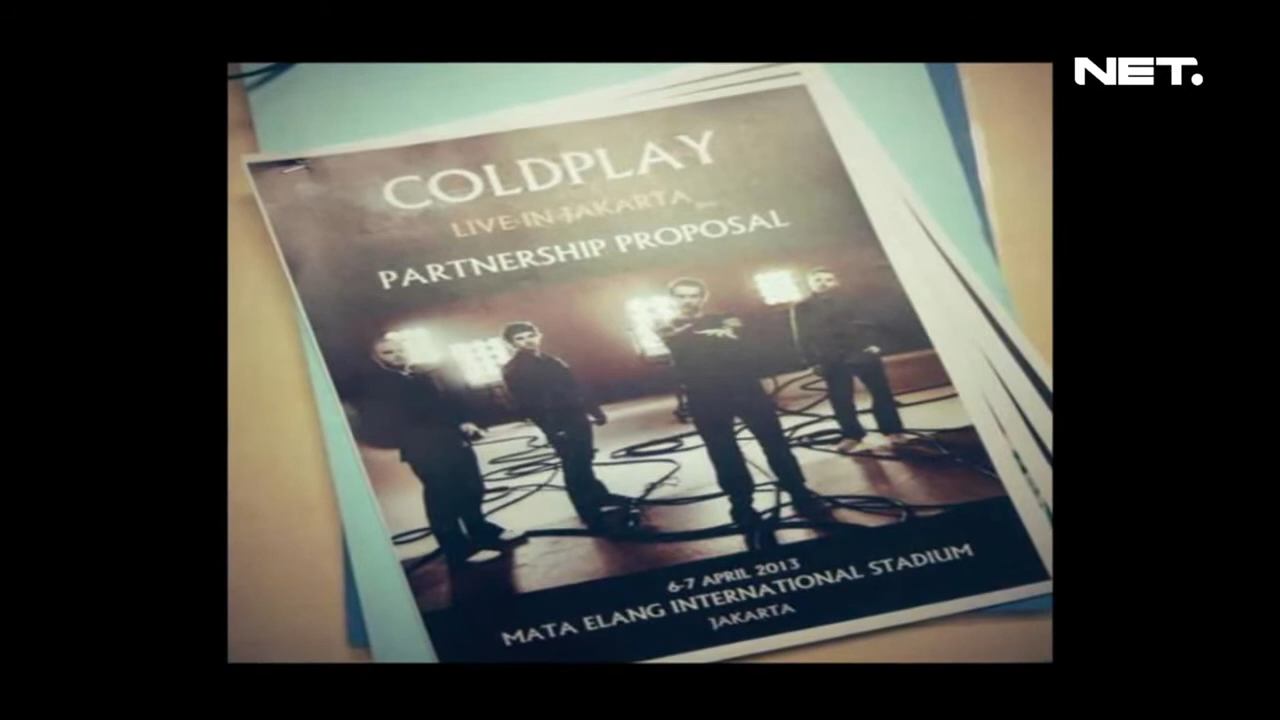 NET.
COLDPLAY
LIVE IN JAKARTA
PARTNERSHIP PROPOSAL
6-7 APRIL 2013
MATA ELANG INTERNATIONAL STADIUM
JAKARTA